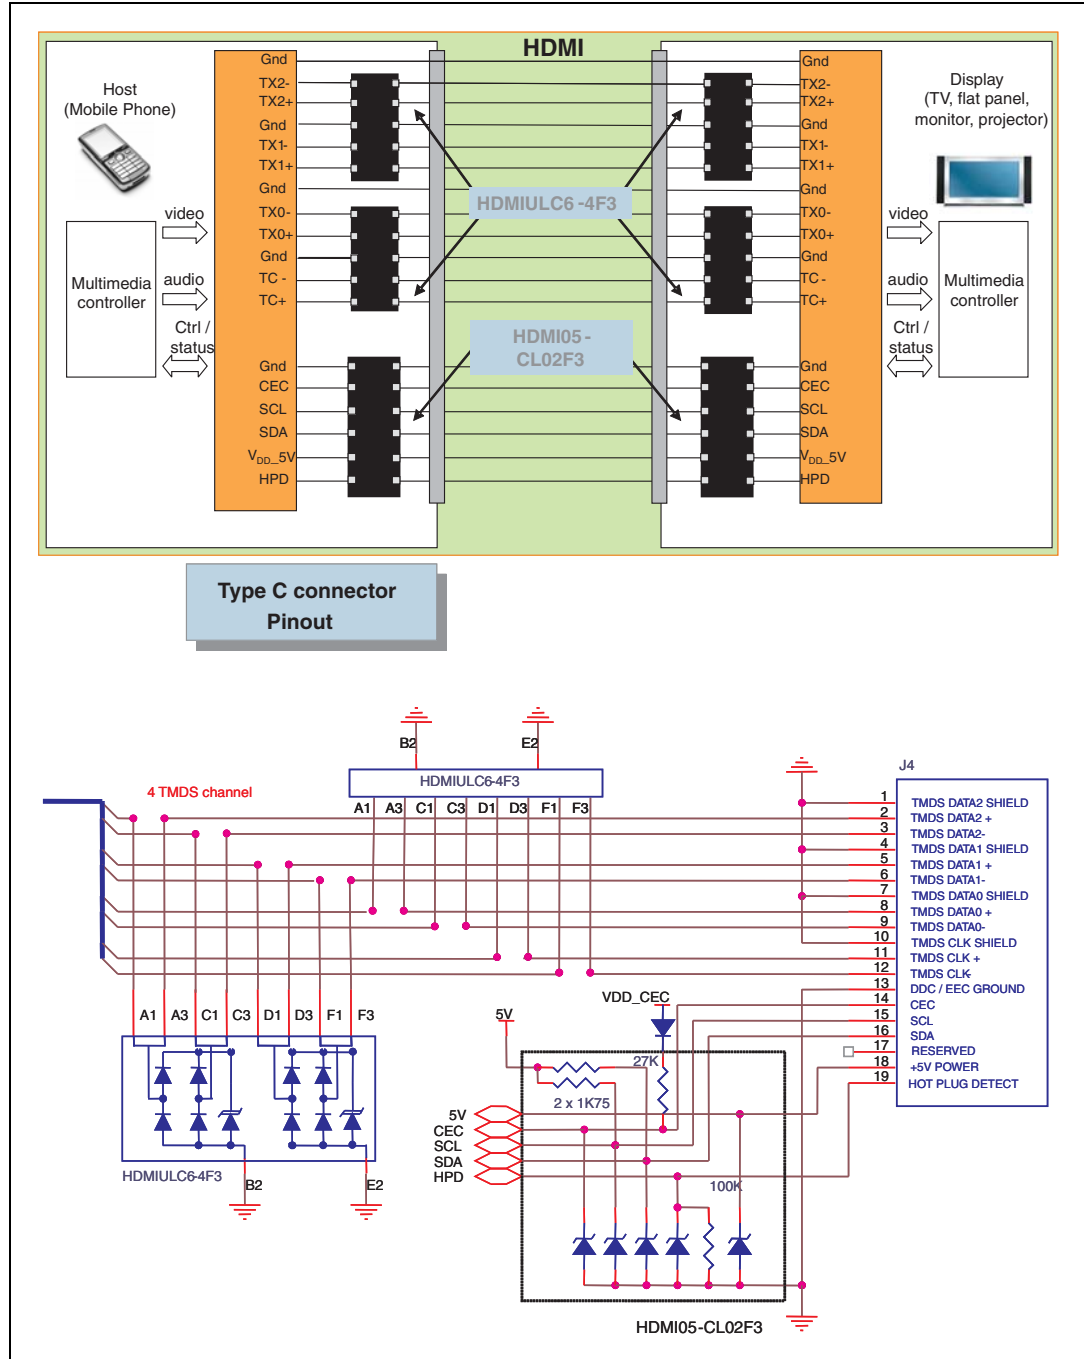 HDMI
Host
(Mobile Phone)
Display
(TV, flat panel,
monitor, projector)
Gnd
TX2-
TX2+
Gnd
TX1-
TX1+
Gnd
TX0-
TX0+
Gnd
TC -
TC+
Gnd
CEC
SCL
SDA
VDD_5V
HPD
Gnd
TX2-
TX2+
Gnd
TX1-
TX1+
Gnd
TX0-
TX0+
Gnd
TC -
TC+
Gnd
CEC
SCL
SDA
VDD_5V
HPD
HDMIULC6 -4F3
HDMI05 -
CL02F3
video
audio
Ctrl /
status
Multimedia
controller
video
audio
Ctrl /
status
Multimedia
controller
Type C connector
Pinout
B2
E2
HDMIULC6-4F3
A1 A3 C1 C3 D1 D3 F1 F3
4 TMDS channel
J4
1 TMDS DATA2 SHIELD
2 TMDS DATA2 +
3 TMDS DATA2-
4 TMDS DATA1 SHIELD
5 TMDS DATA1 +
6 TMDS DATA1-
7 TMDS DATA0 SHIELD
8 TMDS DATA0 +
9 TMDS DATA0-
10 TMDS CLK SHIELD
11 TMDS CLK +
12 TMDS CLK-
13 DDC / EEC GROUND
14 CEC
15 SCL
16 SDA
17 RESERVED
18 +5V POWER
19 HOT PLUG DETECT
A1 A3 C1 C3 D1 D3 F1 F3
HDMIULC6-4F3
B2
E2
VDD_CEC
5V
27K
2 x 1K75
5V
CEC
SCL
SDA
HPD
100K
HDMI05-CL02F3